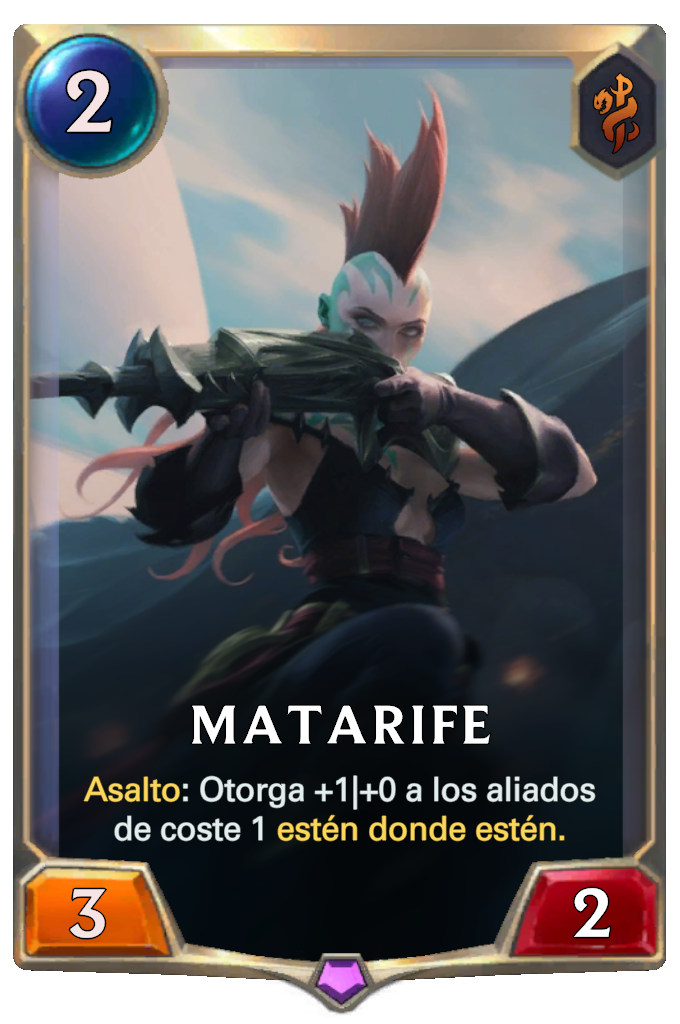 2
MATARIFE
Asalto: Otorga +1|+0 a los aliados
de coste 1 estén donde estén.
3
2